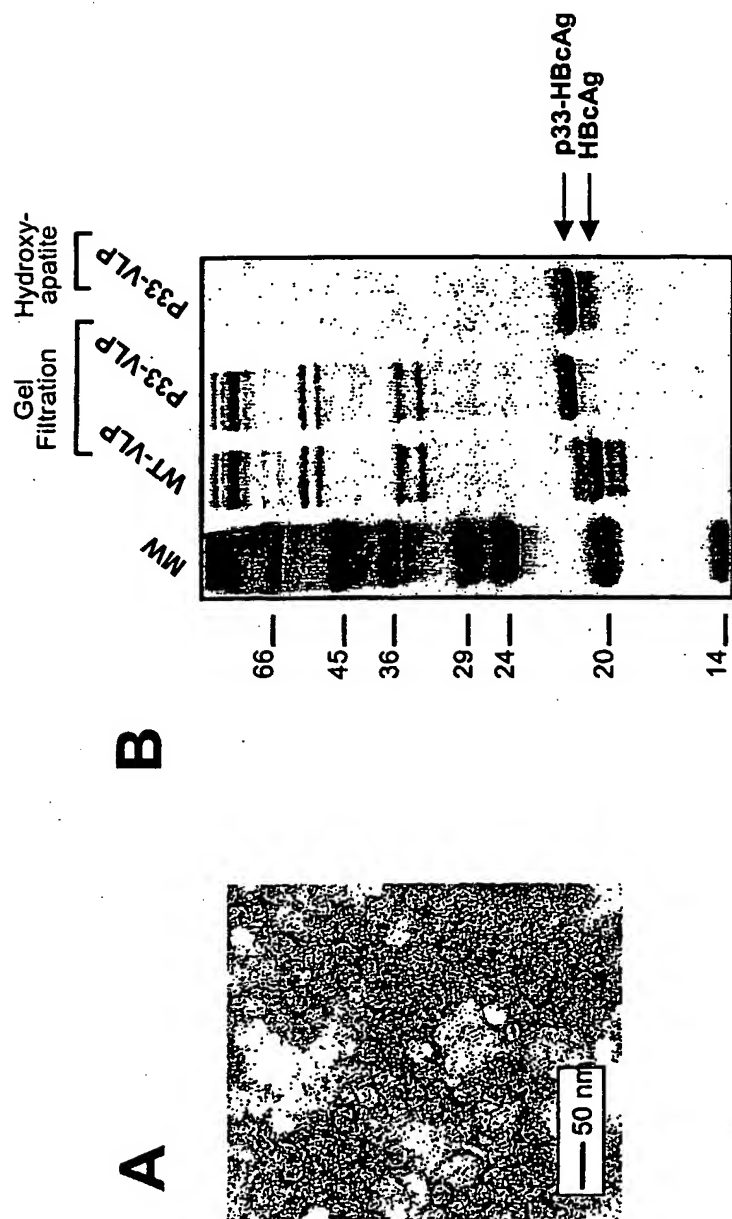 A
50 nm
B
Gel
Filtration
Hydroxy-
apatite
MW
WT-VLP
P33-VLP
P33-VLP
66
45
36
29
24
20
14
p33-HBcAg
HBcAg